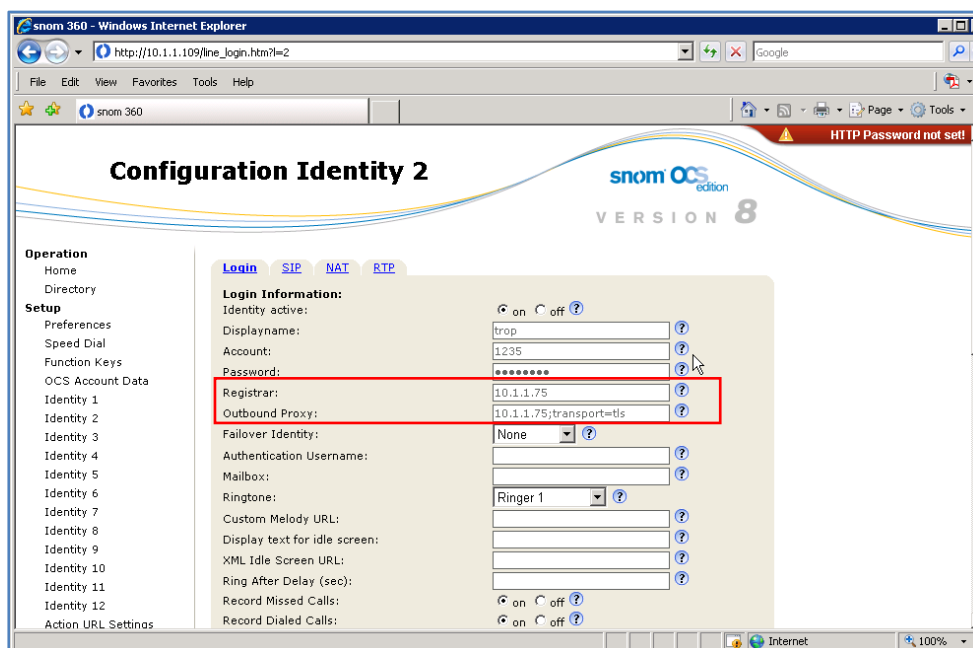 snom 360 - Windows Internet Explorer
http://10.1.1.109/line_login.htm?l=2
Google
File Edit View Favorites Tools Help
snom 360
Page Tools
HTTP Password not set!
Configuration Identity 2
snom OCS edition
VERSION 8
Operation
Home
Directory
Setup
Preferences
Speed Dial
Function Keys
OCS Account Data
Identity 1
Identity 2
Identity 3
Identity 4
Identity 5
Identity 6
Identity 7
Identity 8
Identity 9
Identity 10
Identity 11
Identity 12
Action URL Settings
Login SIP NAT RTP
Login Information:
Identity active: on off
Displayname: trop
Account: 1235
Password: ●●●●●●●●
Registrar: 10.1.1.75
Outbound Proxy: 10.1.1.75;transport=tls
Failover Identity: None
Authentication Username:
Mailbox:
Ringtone: Ringer 1
Custom Melody URL:
Display text for idle screen:
XML Idle Screen URL:
Ring After Delay (sec):
Record Missed Calls: on off
Record Dialed Calls: on off
Internet 100%